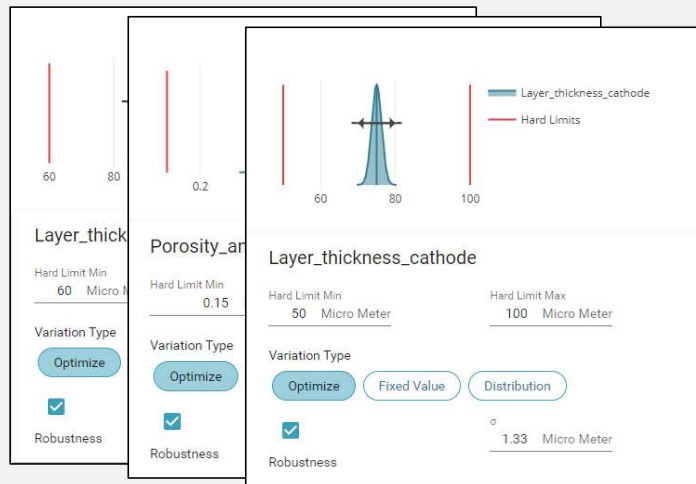 60
80
Layer_thick
Hard Limit Min
60 Micro M
Variation Type
Optimize
Robustness
0.2
Porosity_an
Hard Limit Min
0.15
Variation Type
Optimize
Robustness
Layer_thickness_cathode
Hard Limits
60
80
100
Layer_thickness_cathode
Hard Limit Min
Hard Limit Max
50 Micro Meter
100 Micro Meter
Variation Type
Optimize
Fixed Value
Distribution
σ
1.33 Micro Meter
Robustness